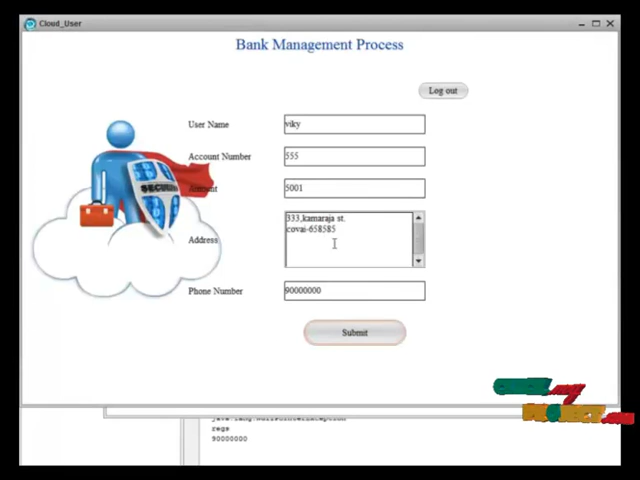 Cloud_User
Bank Management Process
Log out
User Name
viky
Account Number
555
Amount
5001
SECURITY
Address
333,kamaraja st.
covai-658585
Phone Number
90000000
Submit
regs
90000000